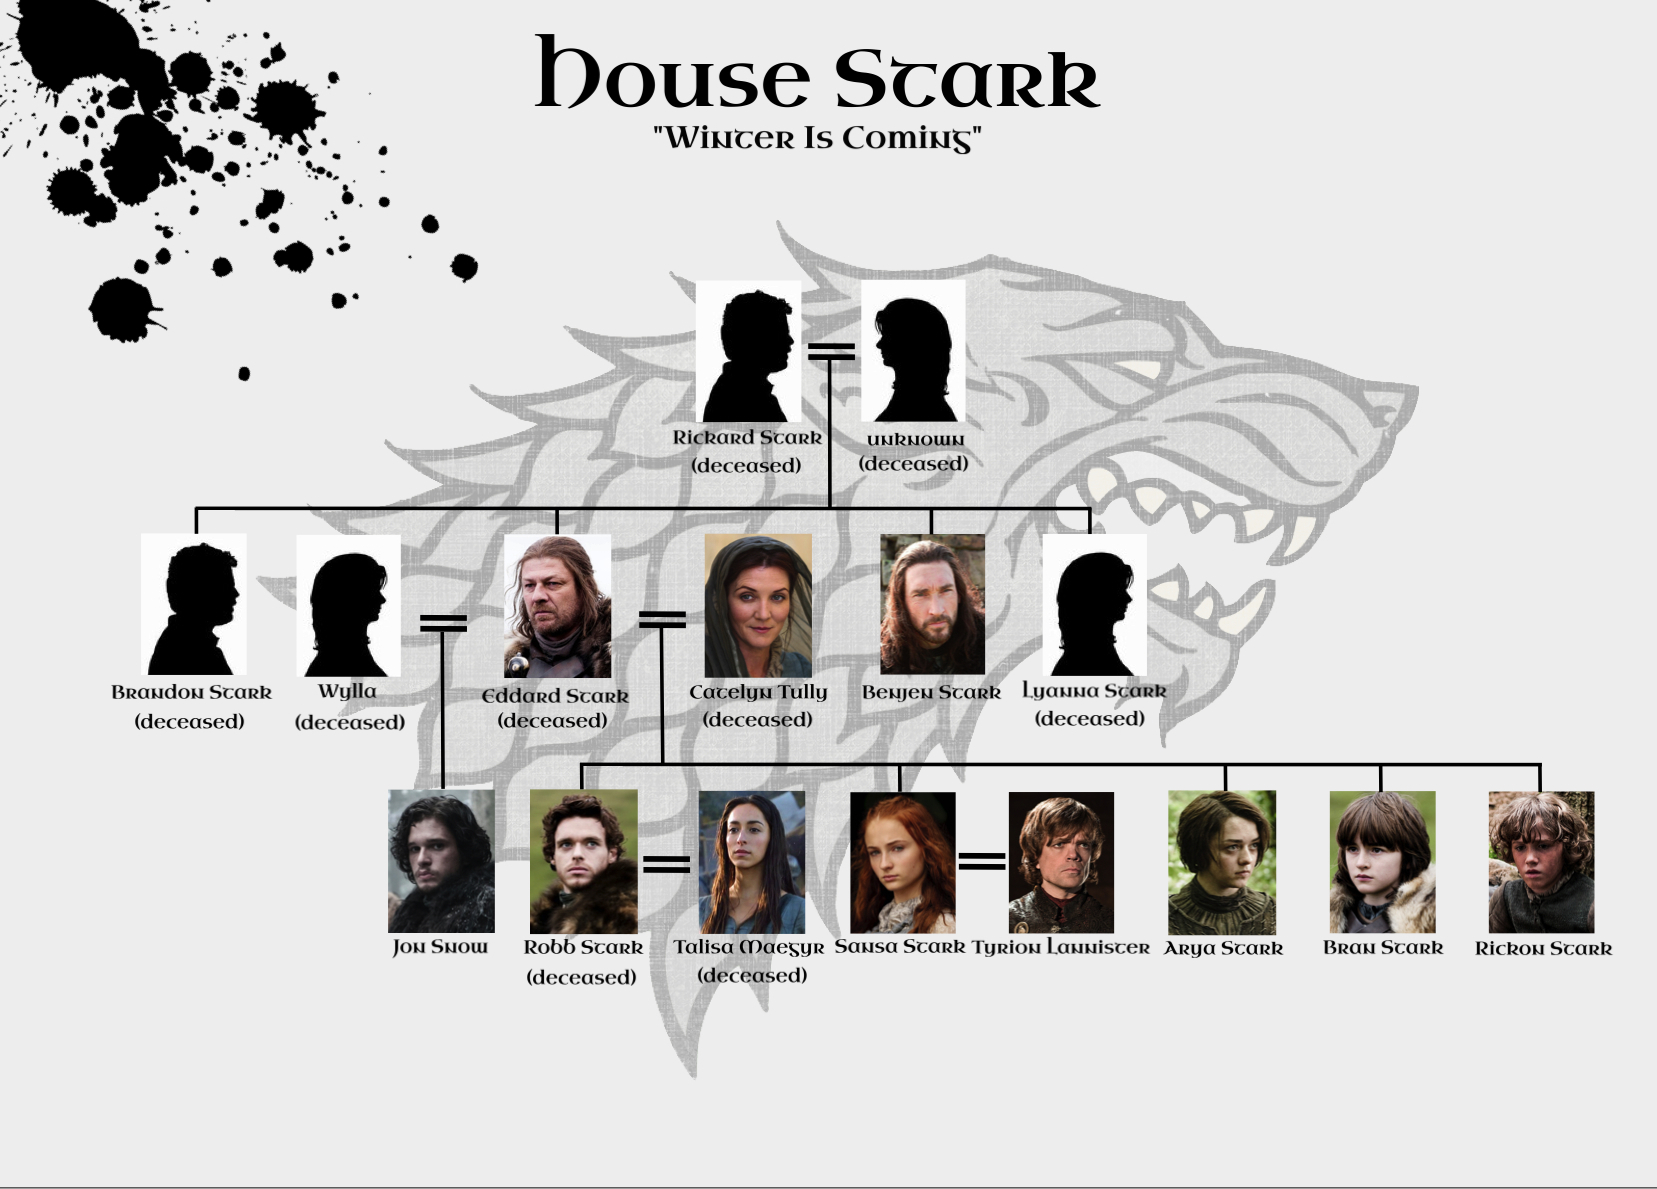 House Stark
"Winter Is Coming"
Rickard Stark
(deceased)
unknown
(deceased)
Brandon Stark
(deceased)
Wylla
(deceased)
Eddard Stark
(deceased)
Catelyn Tully
(deceased)
Benjen Stark
Lyanna Stark
(deceased)
Jon Snow
Robb Stark
(deceased)
Talisa Maegyr
(deceased)
Sansa Stark
Tyrion Lannister
Arya Stark
Bran Stark
Rickon Stark